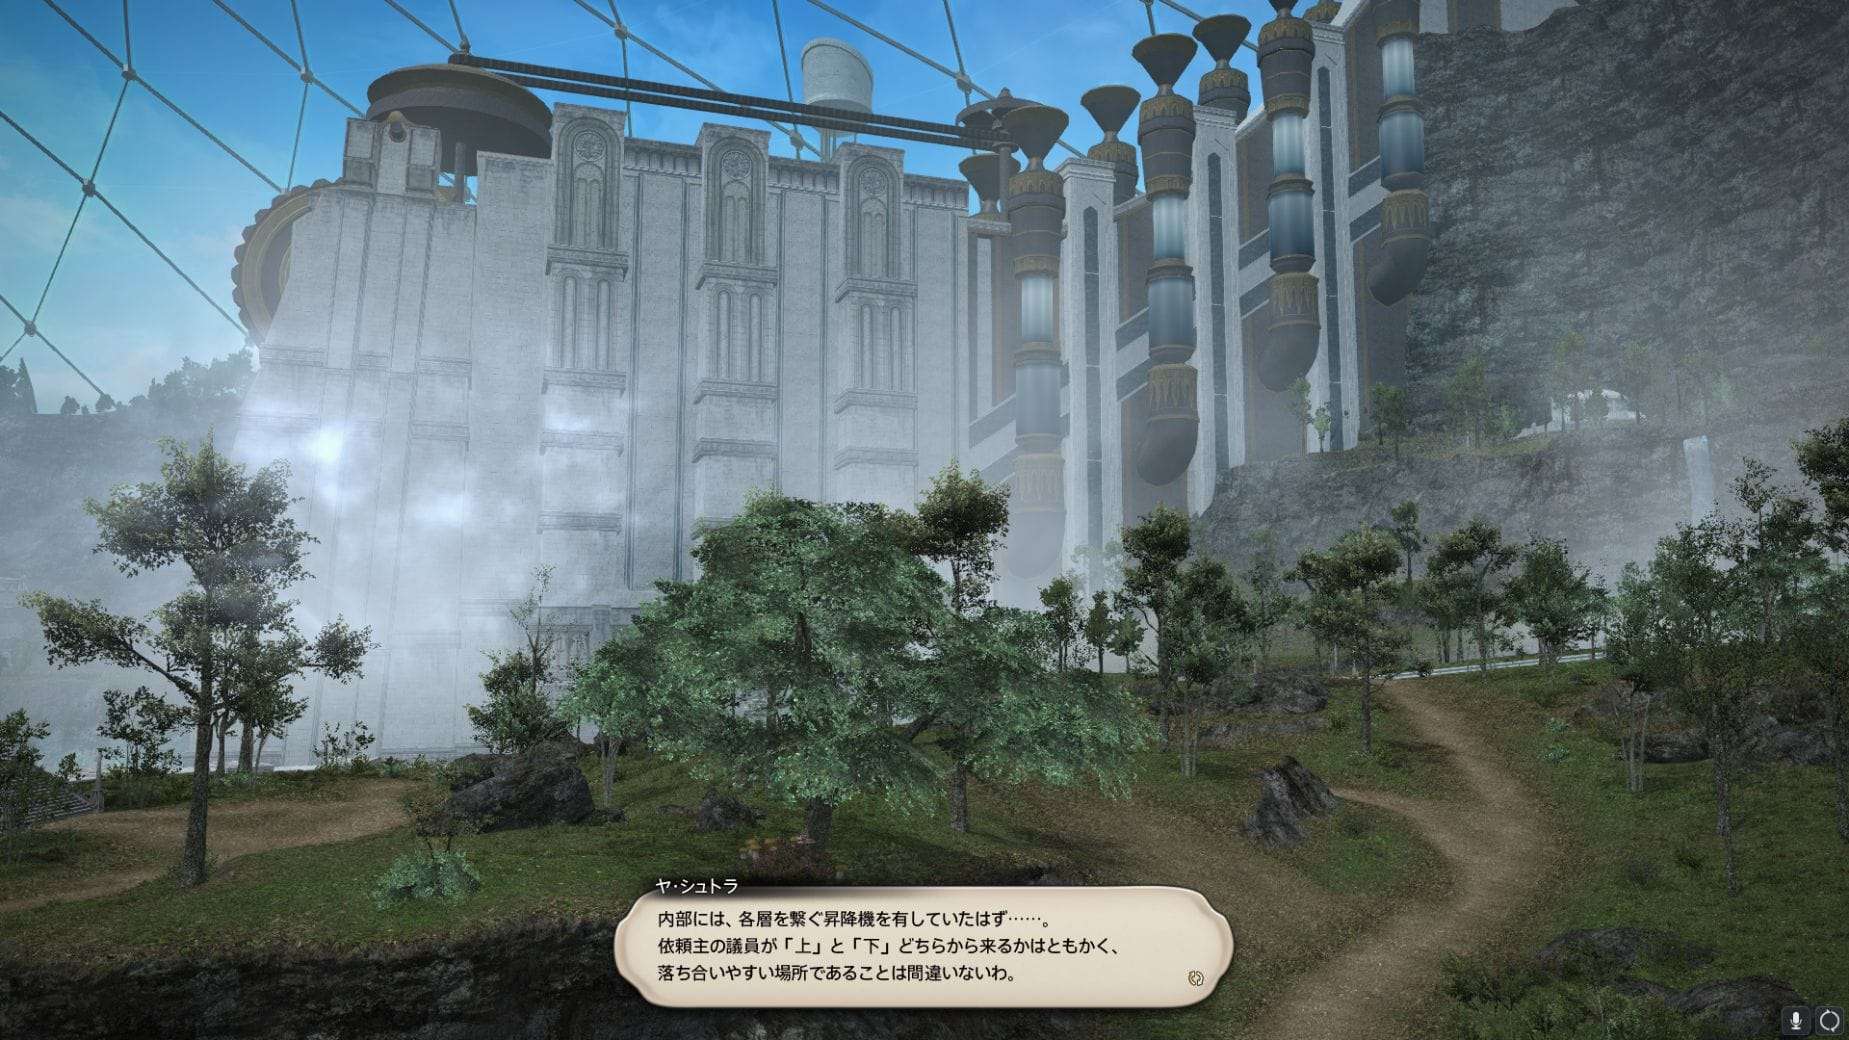 ヤ・シュトラ
内部には、各層を繋ぐ昇降機を有していたはず……。
依頼主の議員が「上」と「下」どちらから来るかはともかく、
落ち合いやすい場所であることは間違いないわ。